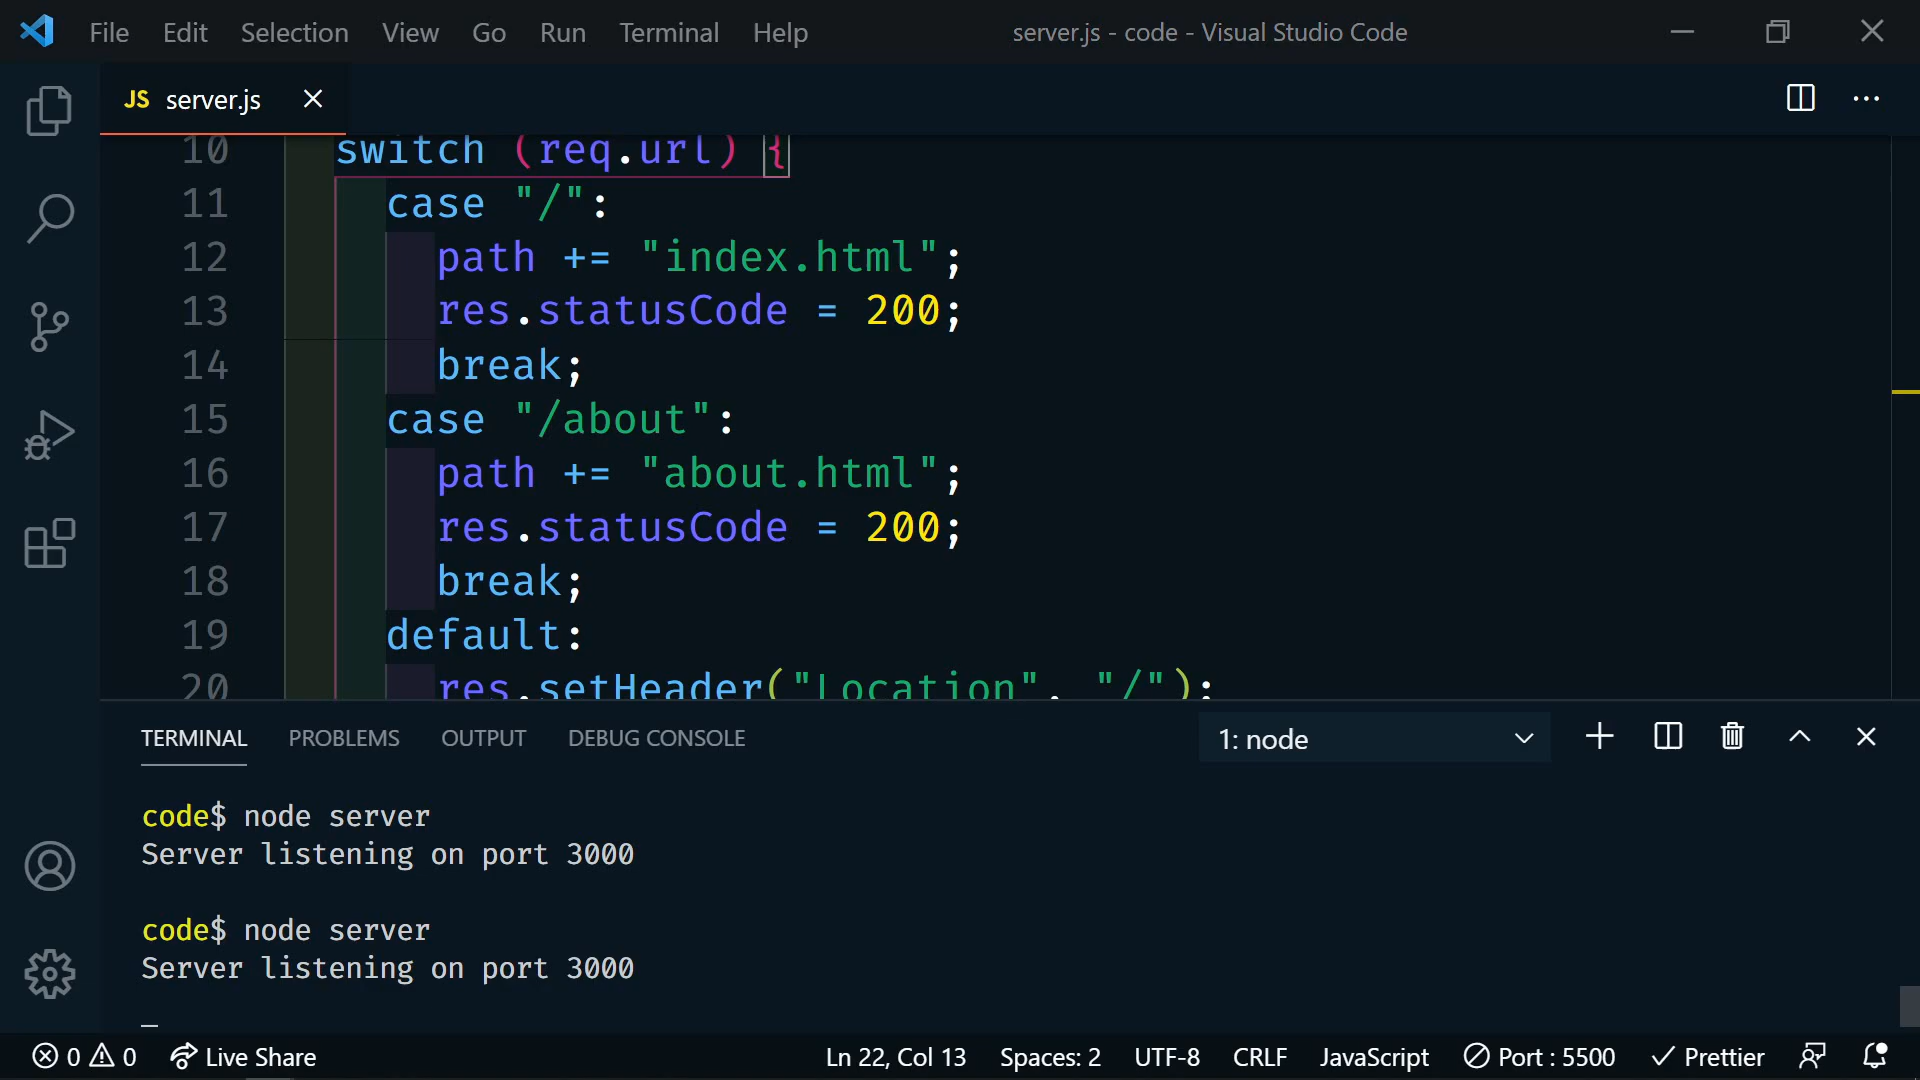 File Edit Selection View Go Run Terminal Help server.js - code - Visual Studio Code
JS server.js
10 switch (req.url) {
11 case "/":
12 path += "index.html";
13 res.statusCode = 200;
14 break;
15 case "/about":
16 path += "about.html";
17 res.statusCode = 200;
18 break;
19 default:
20 res.setHeader("Location", "/");
TERMINAL PROBLEMS OUTPUT DEBUG CONSOLE 1: node
code$ node server
Server listening on port 3000
code$ node server
Server listening on port 3000
0 0 Live Share Ln 22, Col 13 Spaces: 2 UTF-8 CRLF JavaScript Port : 5500 Prettier